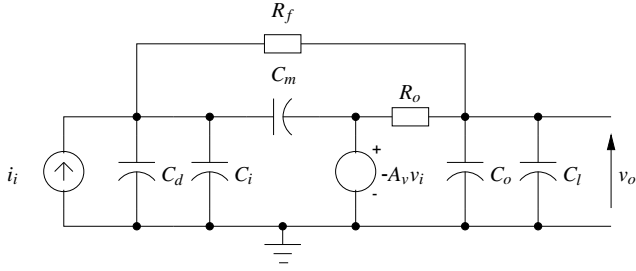 R_f
C_m
R_o
i_i
C_d
C_i
+
-A_v v_i
-
C_o
C_l
v_o